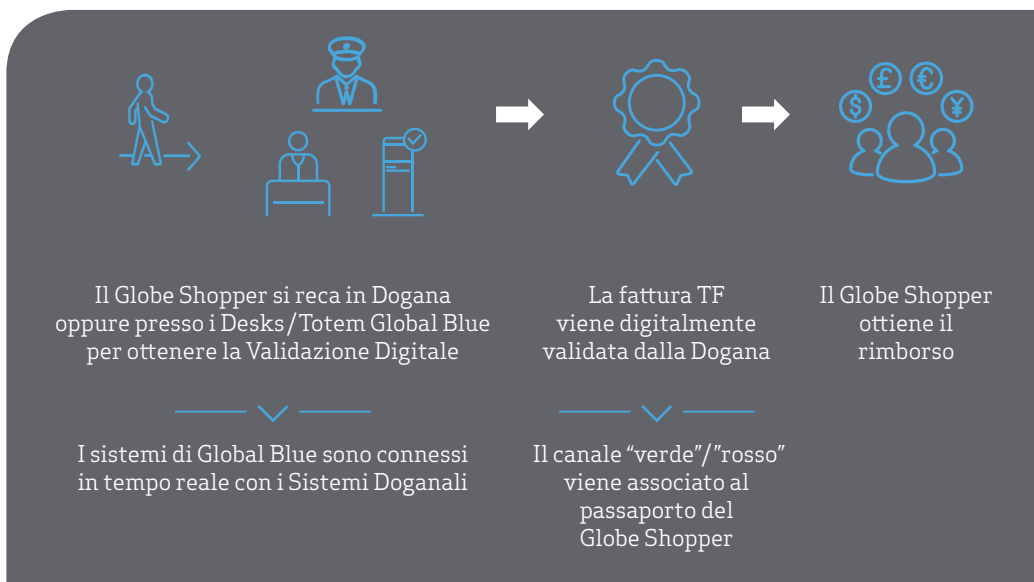 $ £ € ¥
Il Globe Shopper si reca in Dogana
oppure presso i Desks/Totem Global Blue
per ottenere la Validazione Digitale
I sistemi di Global Blue sono connessi
in tempo reale con i Sistemi Doganali
La fattura TF
viene digitalmente
validata dalla Dogana
Il canale “verde”/”rosso”
viene associato al
passaporto del
Globe Shopper
Il Globe Shopper
ottiene il
rimborso